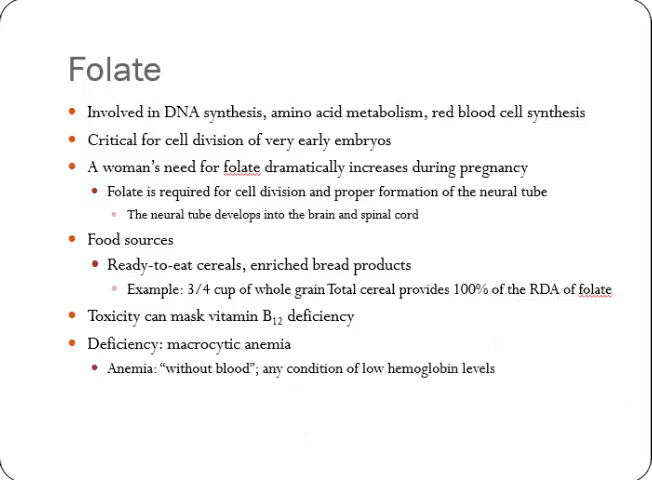 Folate
Involved in DNA synthesis, amino acid metabolism, red blood cell synthesis
Critical for cell division of very early embryos
A woman's need for folate dramatically increases during pregnancy
Folate is required for cell division and proper formation of the neural tube
The neural tube develops into the brain and spinal cord
Food sources
Ready-to-eat cereals, enriched bread products
Example: 3/4 cup of whole grain Total cereal provides 100% of the RDA of folate
Toxicity can mask vitamin B₁₂ deficiency
Deficiency: macrocytic anemia
Anemia: “without blood”; any condition of low hemoglobin levels